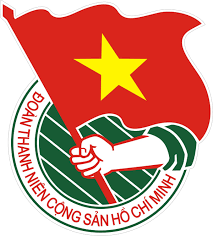 ĐOÀN THANH NIÊN CỘNG SẢN HỒ CHÍ MINH